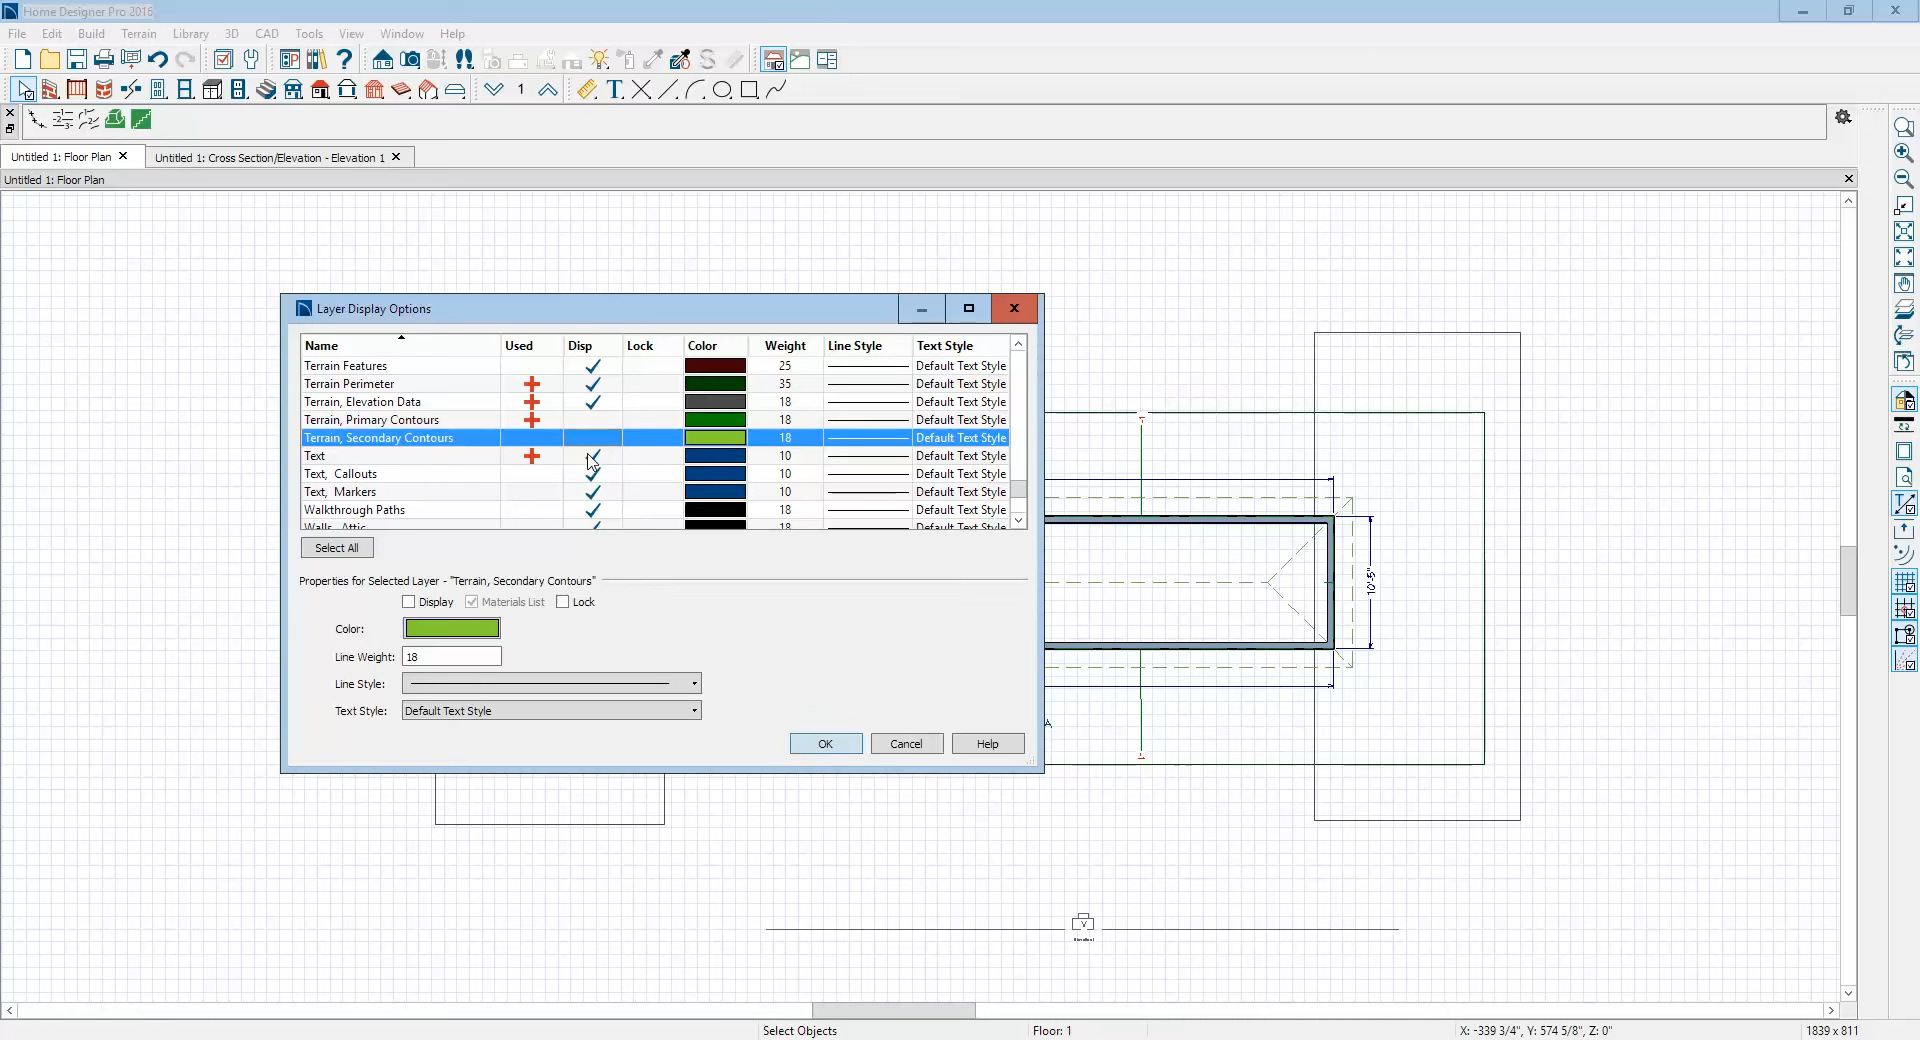 Home Designer Pro 2016
File Edit Build Terrain Library 3D CAD Tools View Window Help
1
Untitled 1: Floor Plan
Untitled 1: Cross Section/Elevation - Elevation 1
Untitled 1: Floor Plan
Layer Display Options
Name Used Disp Lock Color Weight Line Style Text Style
Terrain Features 25 Default Text Style
Terrain Perimeter 35 Default Text Style
Terrain, Elevation Data 18 Default Text Style
Terrain, Primary Contours 18 Default Text Style
Terrain, Secondary Contours 18 Default Text Style
Text 10 Default Text Style
Text, Callouts 10 Default Text Style
Text, Markers 10 Default Text Style
Walkthrough Paths 18 Default Text Style
Walls, Attic 18 Default Text Style
Select All
Properties for Selected Layer - "Terrain, Secondary Contours"
Display Materials List Lock
Color:
Line Weight: 18
Line Style:
Text Style: Default Text Style
OK Cancel Help
10'-5"
Select Objects Floor: 1 X: -339 3/4", Y: 574 5/8", Z: 0" 1839 x 811